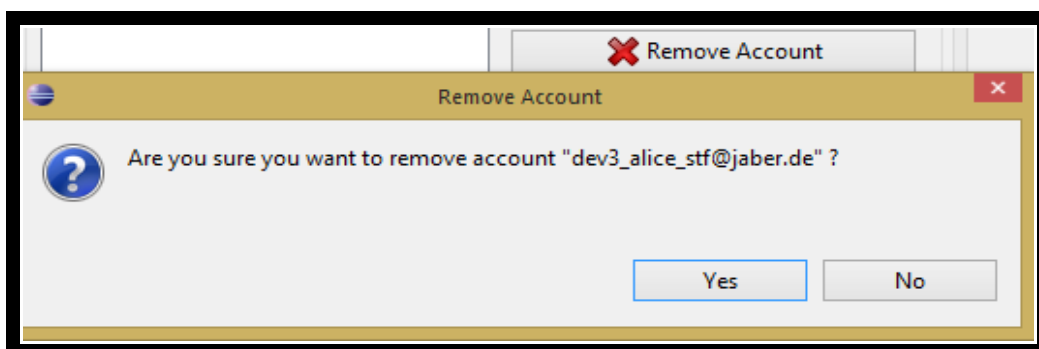 Remove Account
Remove Account
Are you sure you want to remove account "dev3_alice_stf@jaber.de" ?
Yes No